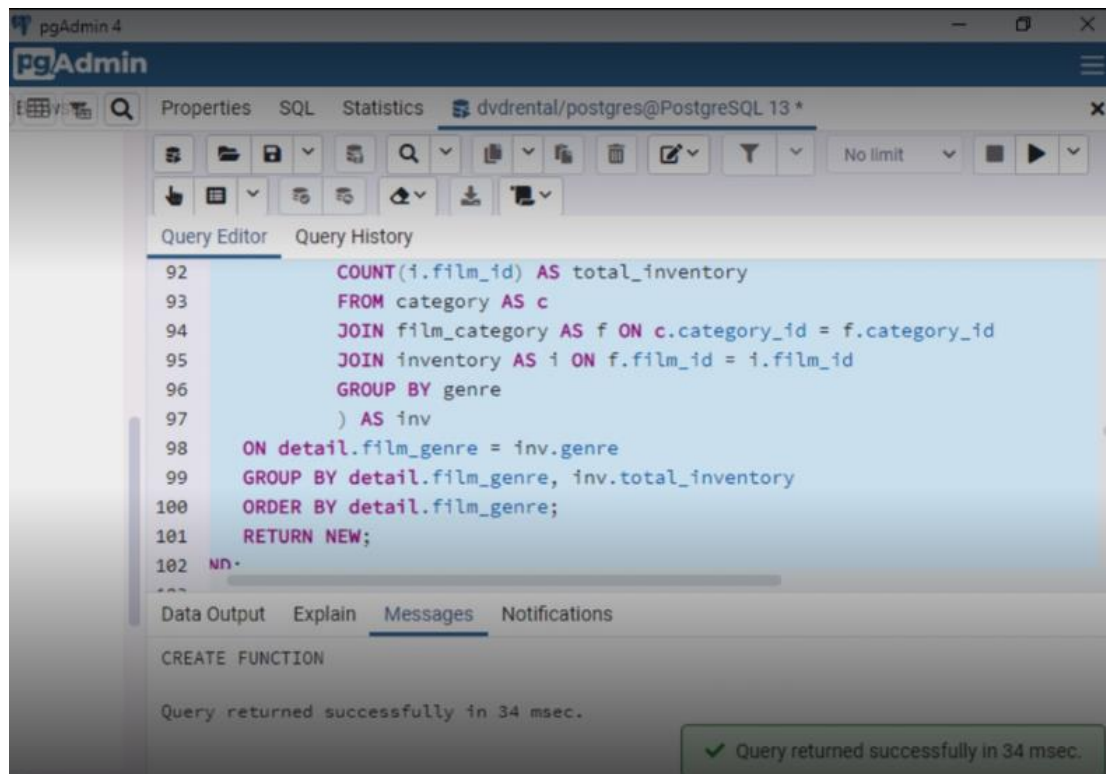 pgAdmin 4
pgAdmin
Properties SQL Statistics dvdrental/postgres@PostgreSQL 13 *
No limit
Query Editor Query History
92 COUNT(i.film_id) AS total_inventory
93 FROM category AS c
94 JOIN film_category AS f ON c.category_id = f.category_id
95 JOIN inventory AS i ON f.film_id = i.film_id
96 GROUP BY genre
97 ) AS inv
98 ON detail.film_genre = inv.genre
99 GROUP BY detail.film_genre, inv.total_inventory
100 ORDER BY detail.film_genre;
101 RETURN NEW;
102 ND;
Data Output Explain Messages Notifications
CREATE FUNCTION
Query returned successfully in 34 msec.
Query returned successfully in 34 msec.